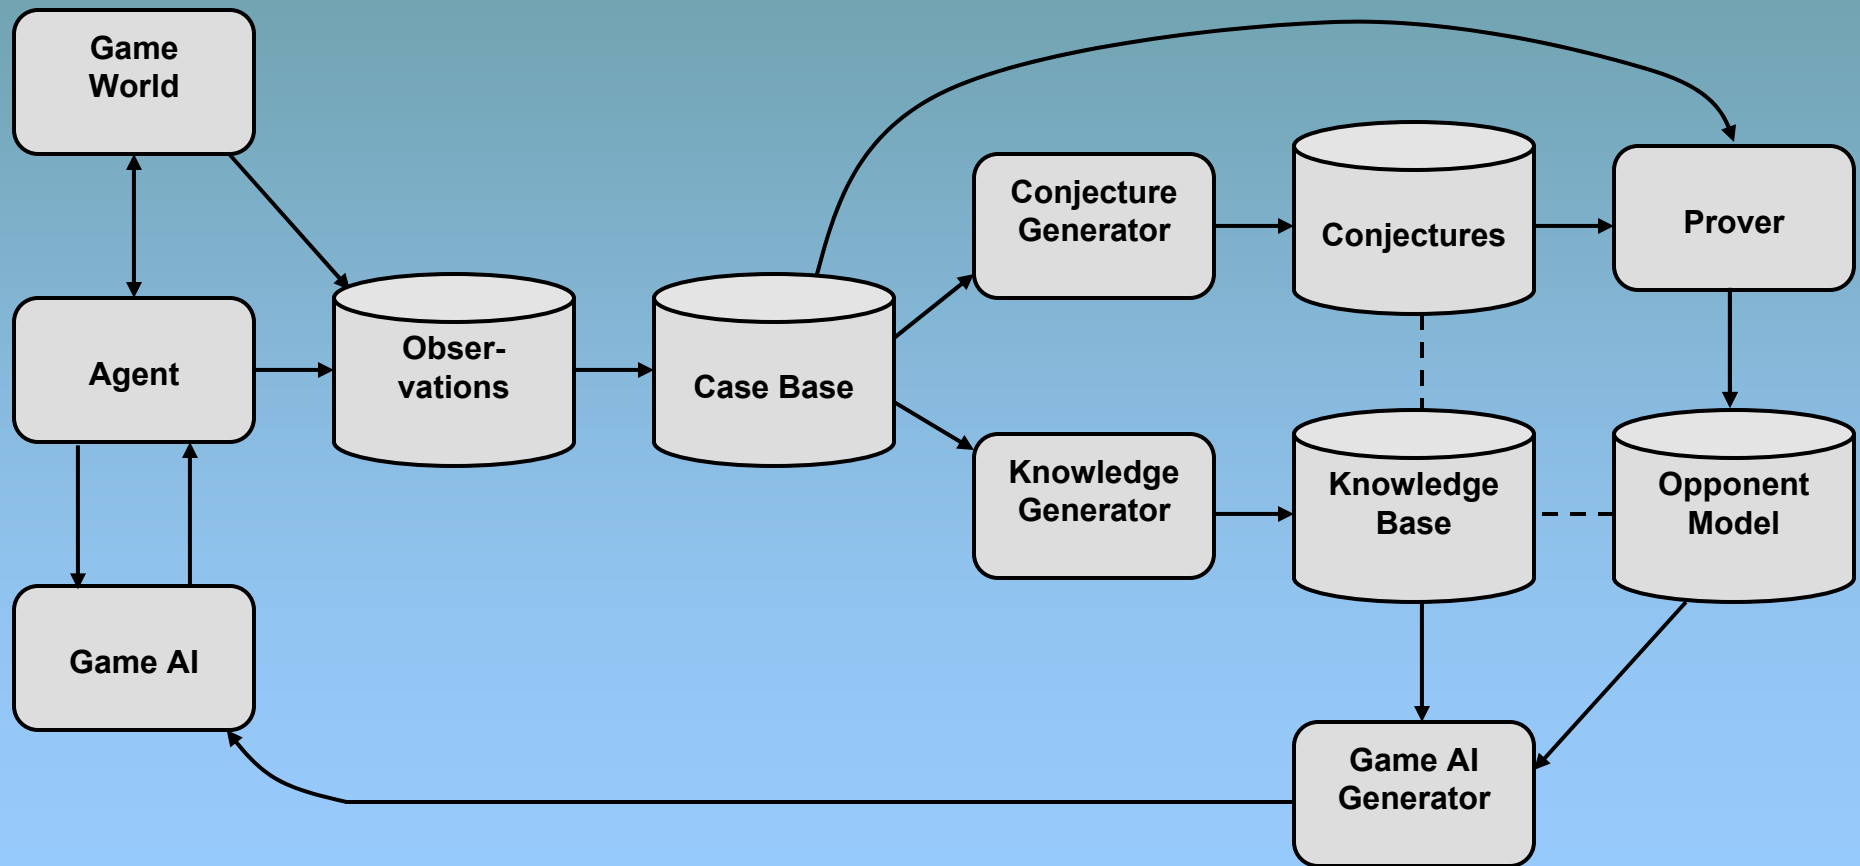 Game
World
Agent
Game AI
Obser-
vations
Case Base
Conjecture
Generator
Knowledge
Generator
Conjectures
Knowledge
Base
Prover
Opponent
Model
Game AI
Generator